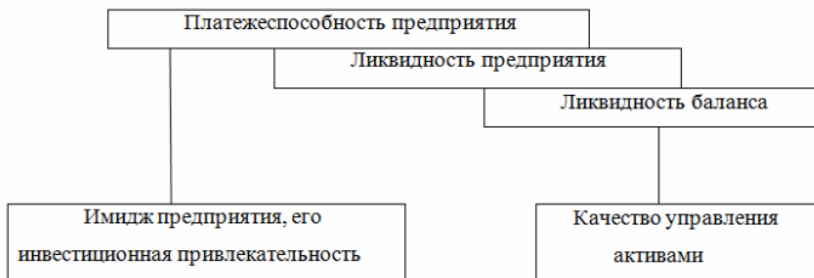 Платежеспособность предприятия
Ликвидность предприятия
Ликвидность баланса
Имидж предприятия, его
инвестиционная привлекательность
Качество управления
активами